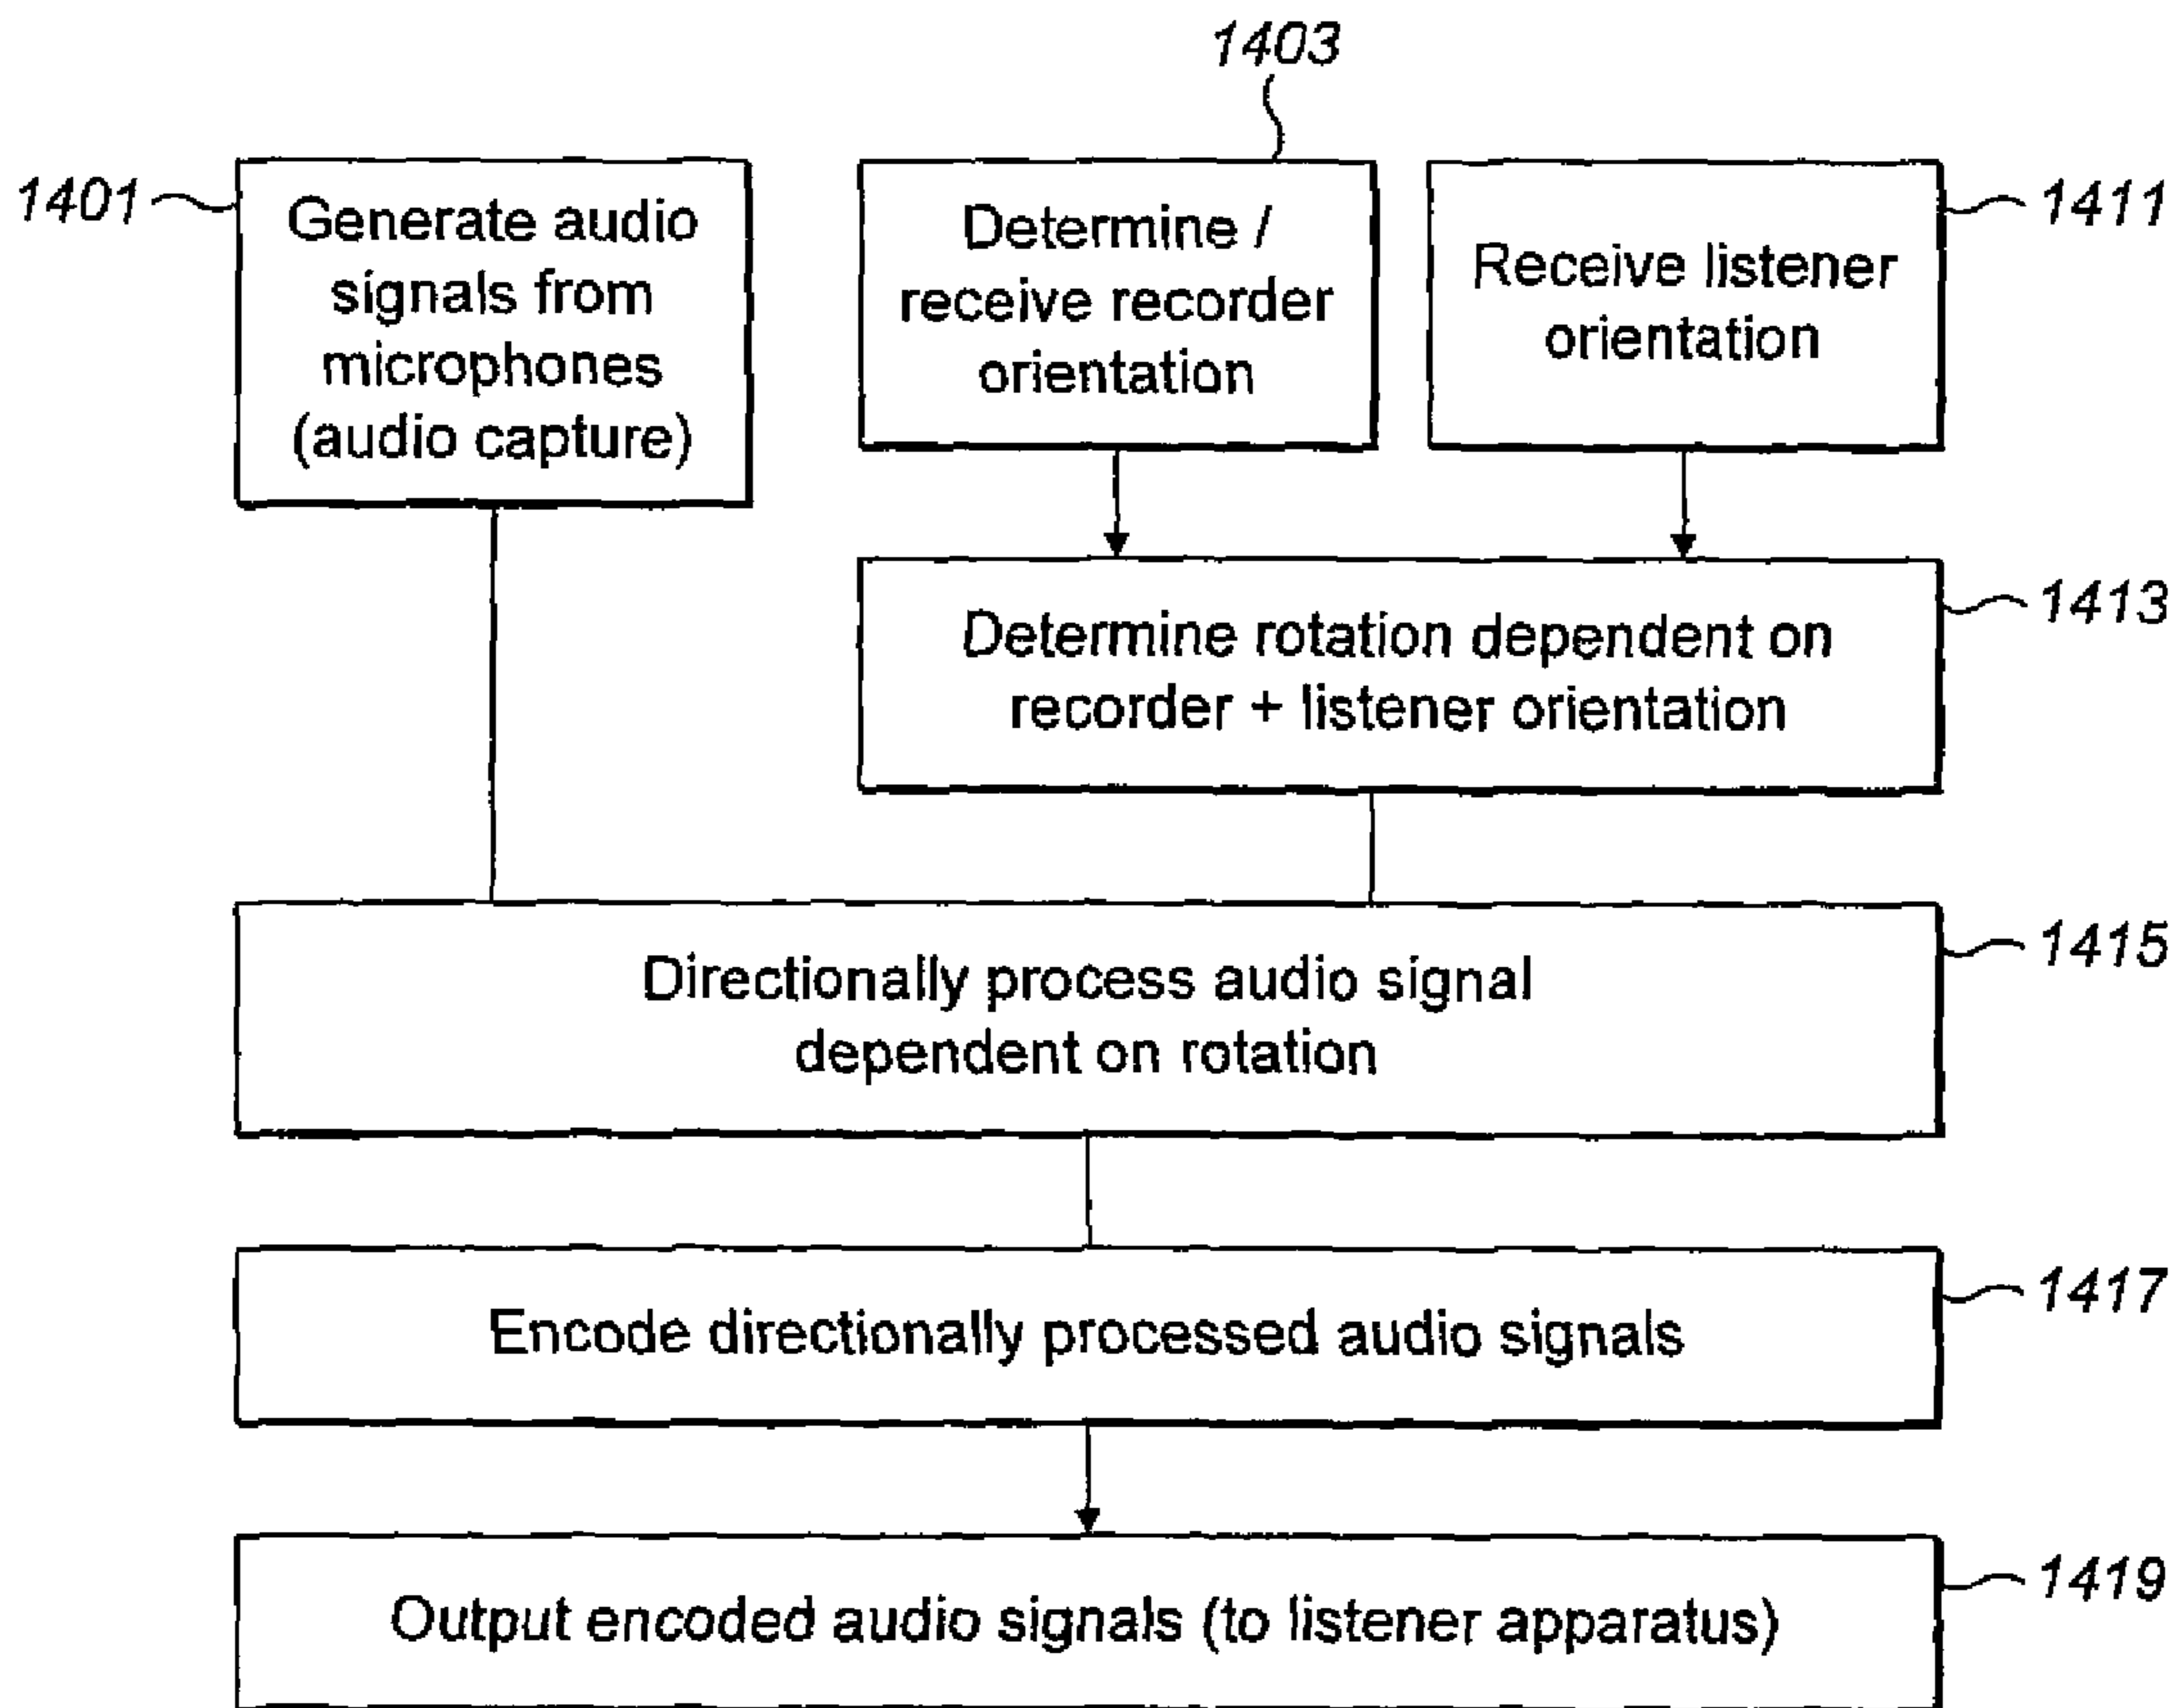 1403
1401
Generate audio
signals from
microphones
(audio capture)
Determine /
receive recorder
orientation
Receive listener
orientation
1411
Determine rotation dependent on
recorder + listener orientation
1413
Directionally process audio signal
dependent on rotation
1415
Encode directionally processed audio signals
1417
Output encoded audio signals (to listener apparatus)
1419